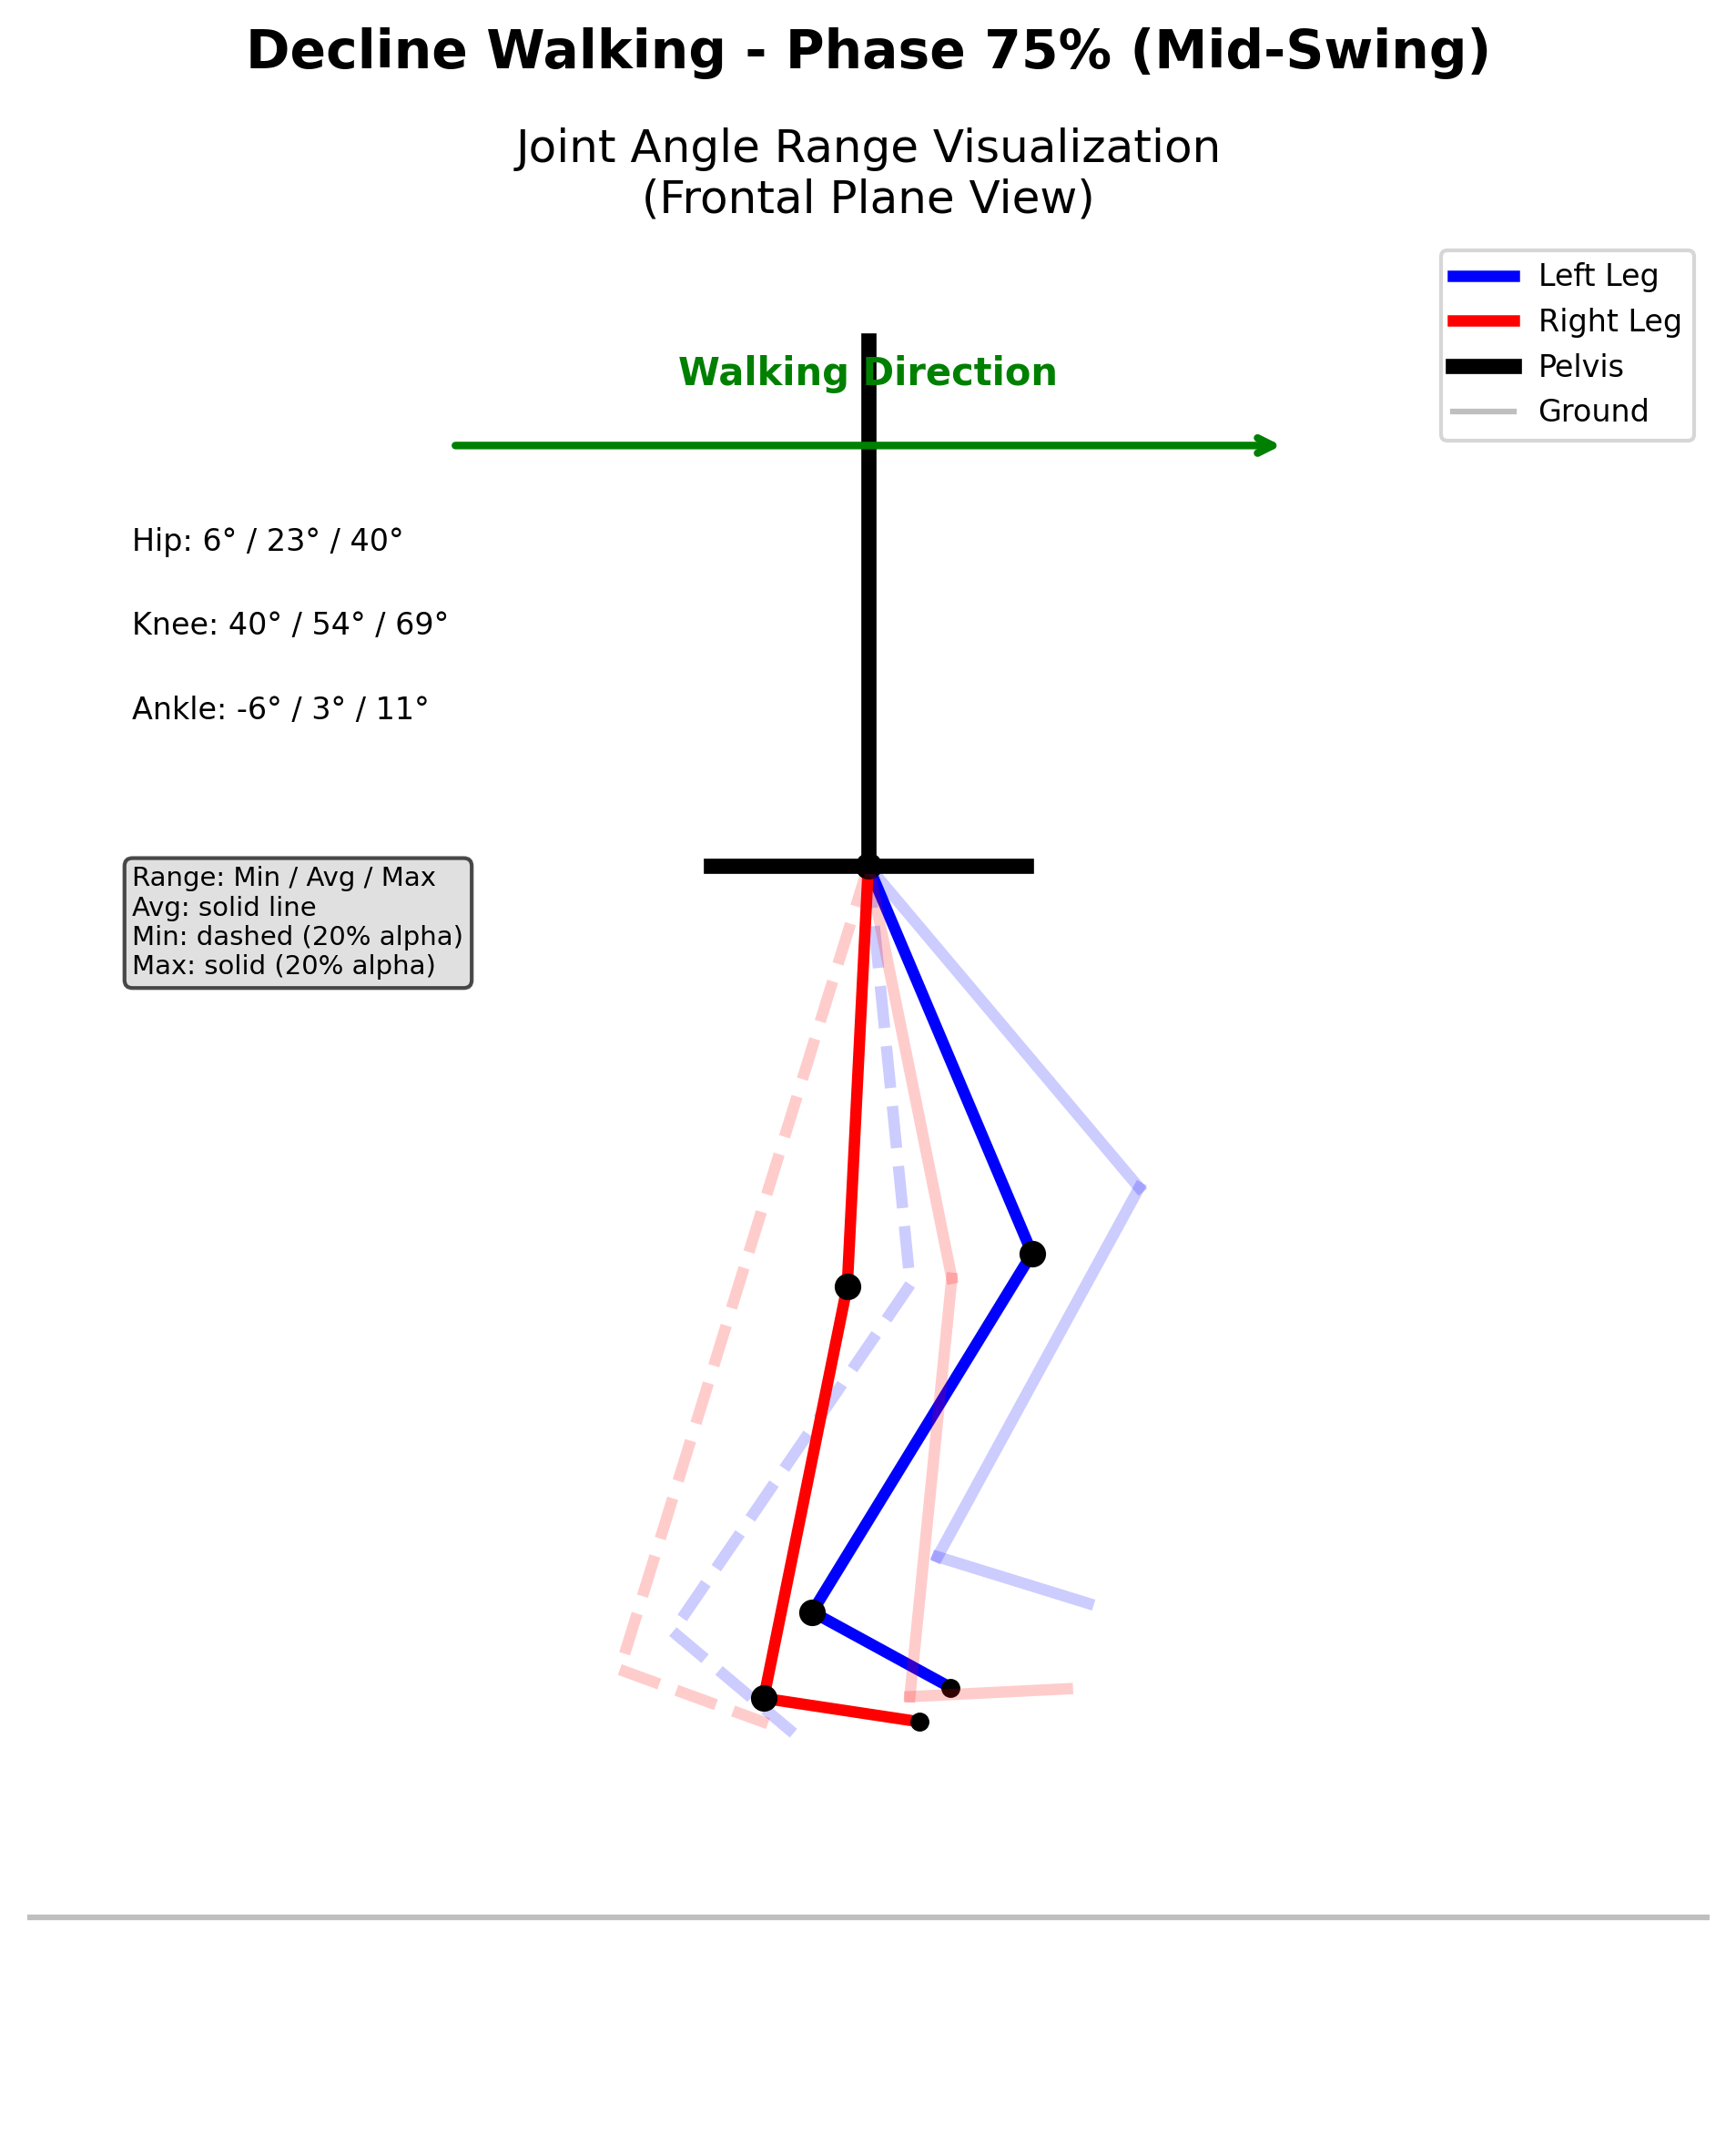 Decline Walking - Phase 75% (Mid-Swing)
Joint Angle Range Visualization
(Frontal Plane View)
Left Leg
Right Leg
Pelvis
Ground
Walking Direction
Hip: 6° / 23° / 40°
Knee: 40° / 54° / 69°
Ankle: -6° / 3° / 11°
Range: Min / Avg / Max
Avg: solid line
Min: dashed (20% alpha)
Max: solid (20% alpha)